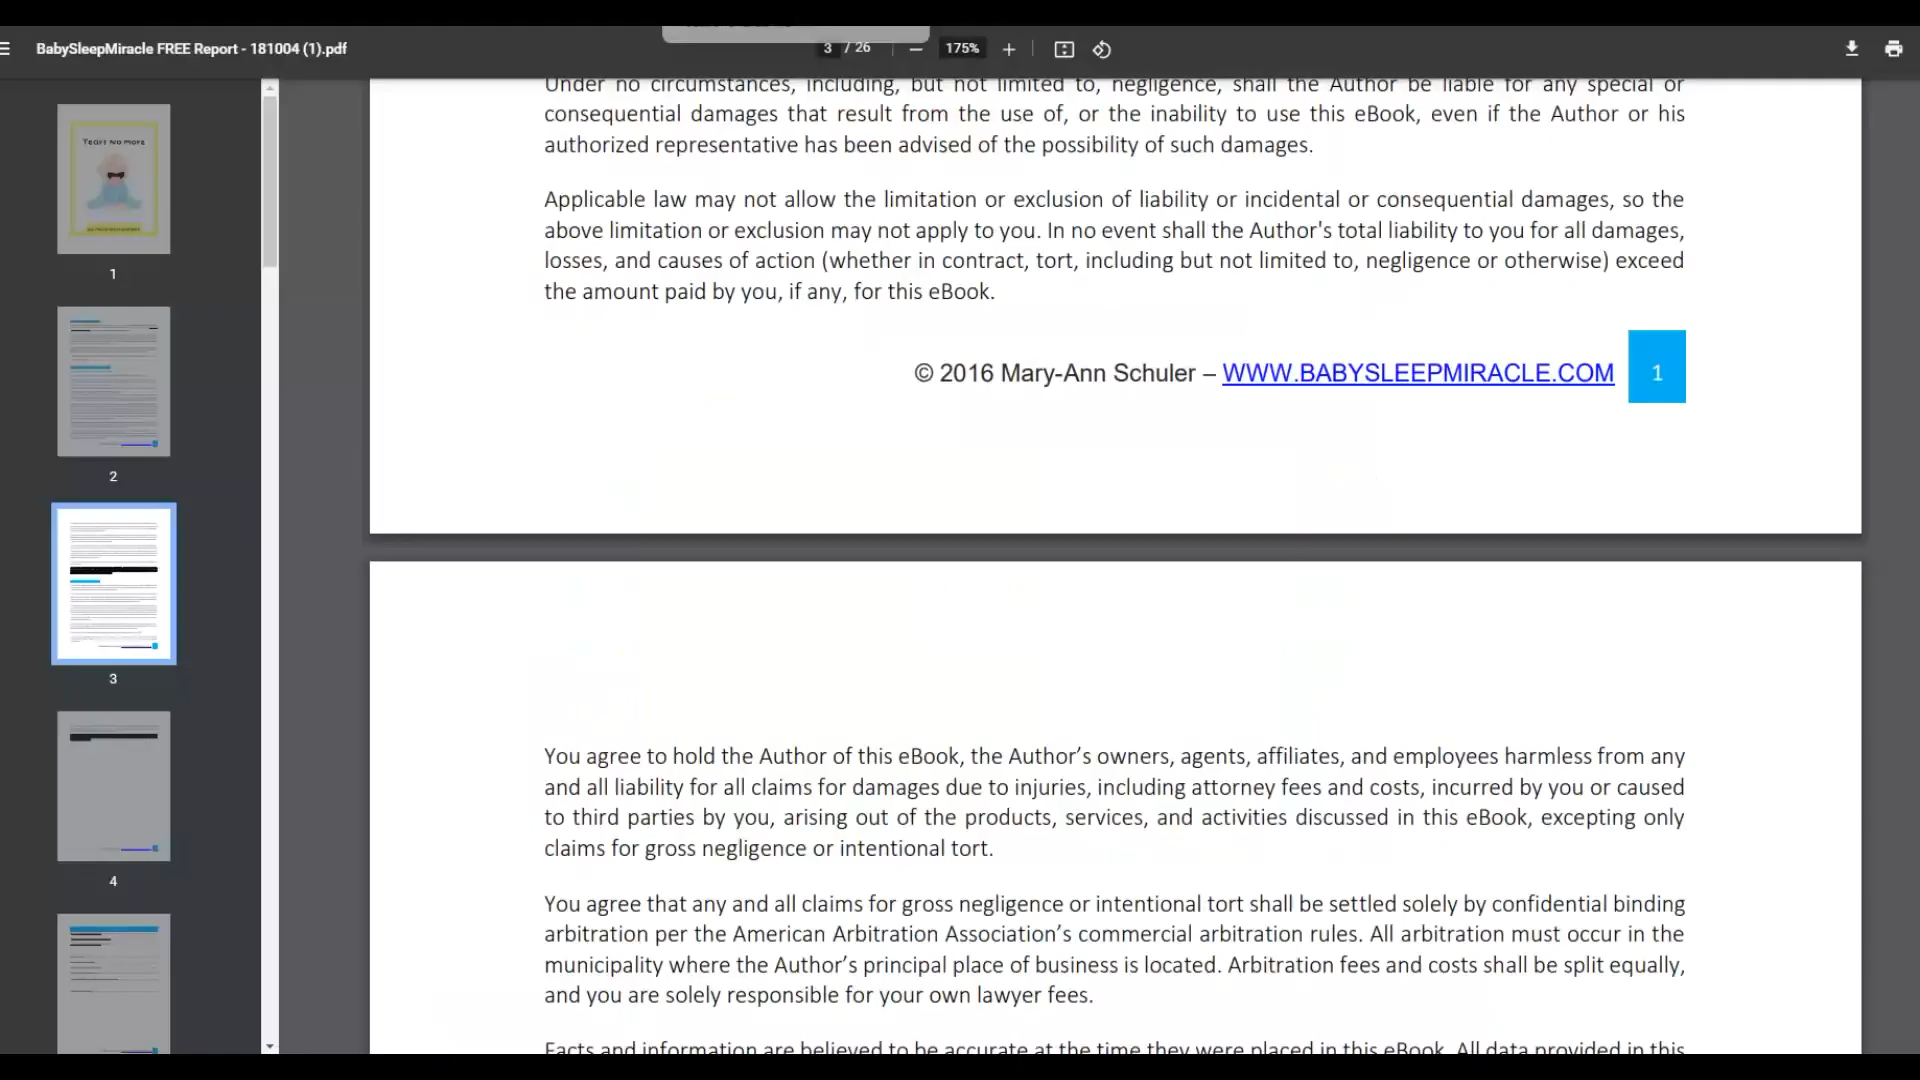 BabySleepMiracle FREE Report - 181004 (1).pdf
3 / 26
175%
Tears No More
1
2
3
4
Under no circumstances, including, but not limited to, negligence, shall the Author be liable for any special or
consequential damages that result from the use of, or the inability to use this eBook, even if the Author or his
authorized representative has been advised of the possibility of such damages.
Applicable law may not allow the limitation or exclusion of liability or incidental or consequential damages, so the
above limitation or exclusion may not apply to you. In no event shall the Author's total liability to you for all damages,
losses, and causes of action (whether in contract, tort, including but not limited to, negligence or otherwise) exceed
the amount paid by you, if any, for this eBook.
© 2016 Mary-Ann Schuler – WWW.BABYSLEEPMIRACLE.COM
1
You agree to hold the Author of this eBook, the Author’s owners, agents, affiliates, and employees harmless from any
and all liability for all claims for damages due to injuries, including attorney fees and costs, incurred by you or caused
to third parties by you, arising out of the products, services, and activities discussed in this eBook, excepting only
claims for gross negligence or intentional tort.
You agree that any and all claims for gross negligence or intentional tort shall be settled solely by confidential binding
arbitration per the American Arbitration Association’s commercial arbitration rules. All arbitration must occur in the
municipality where the Author’s principal place of business is located. Arbitration fees and costs shall be split equally,
and you are solely responsible for your own lawyer fees.
Facts and information are believed to be accurate at the time they were placed in this eBook. All data provided in this